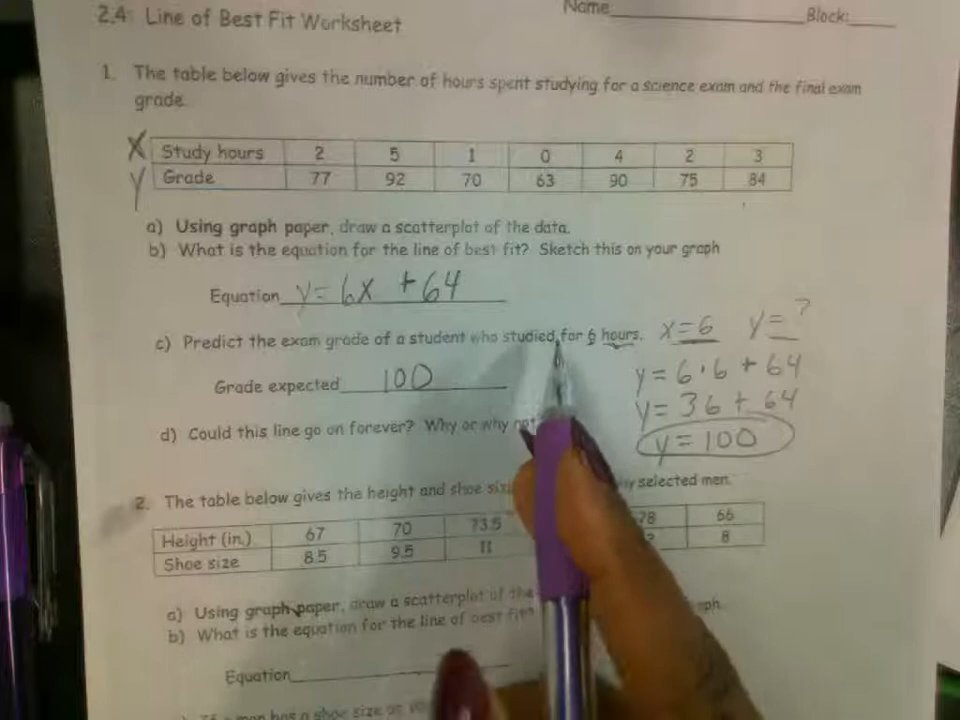 2.4: Line of Best Fit Worksheet Name Block:
1. The table below gives the number of hours spent studying for a science exam and the final exam
grade.
X Study hours 2 5 1 0 4 2 3
Y Grade 77 92 70 63 90 75 84
a) Using graph paper, draw a scatterplot of the data.
b) What is the equation for the line of best fit? Sketch this on your graph
Equation y = 6x + 64
c) Predict the exam grade of a student who studied for 6 hours. x = 6 y = ?
y = 6·6 + 64
Grade expected 100
y = 36 + 64
d) Could this line go on forever? Why or why not
y = 100
2. The table below gives the height and shoe selected men.
Height (in.) 67 70 73.5 78 66
Shoe size 8.5 9.5 11 8
a) Using graph paper, draw a scatterplot of the
b) What is the equation for the line of best fit?
Equation
man has a shoe size